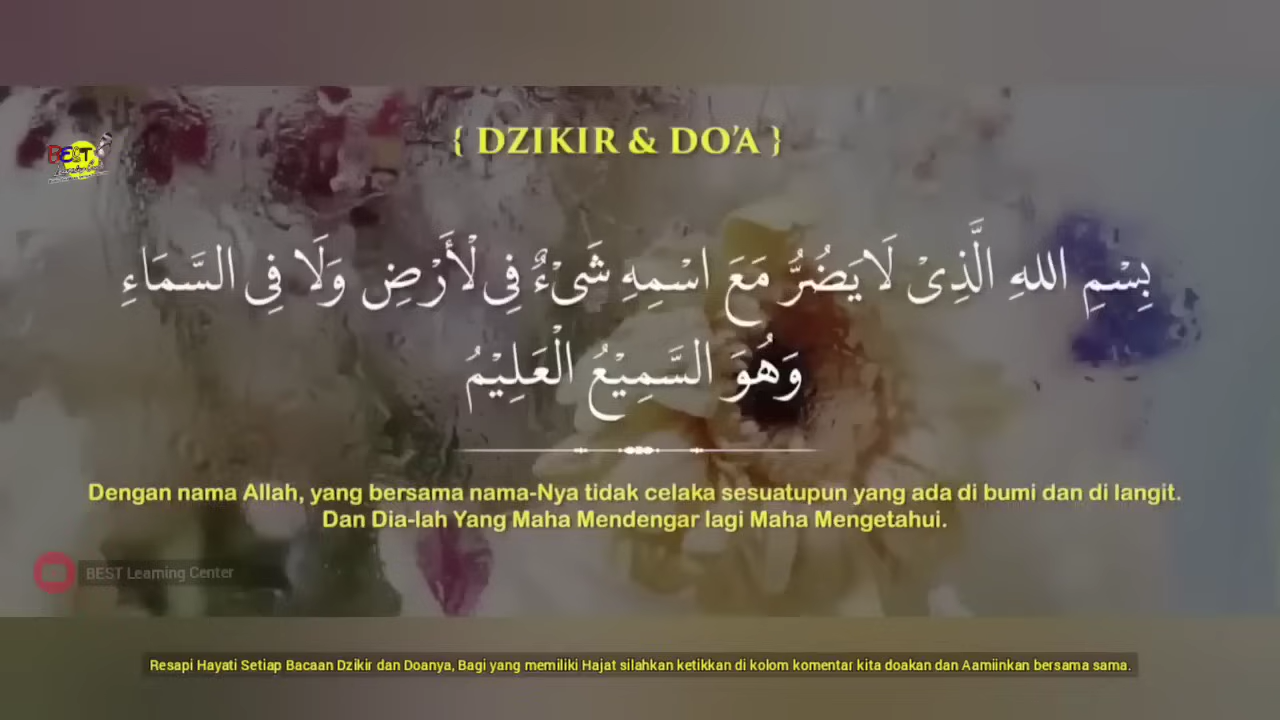 { DZIKIR & DO'A }
BEST
بِسْمِ اللهِ الَّذِىْ لَا يَضُرُّ مَعَ اسْمِهِ شَىْءٌ فِى لْأَرْضِ وَلَا فِى السَّمَاءِ
وَهُوَ السَّمِيْعُ الْعَلِيْمُ
Dengan nama Allah, yang bersama nama-Nya tidak celaka sesuatupun yang ada di bumi dan di langit.
Dan Dia-lah Yang Maha Mendengar lagi Maha Mengetahui.
BEST Learning Center
Resapi Hayati Setiap Bacaan Dzikir dan Doanya, Bagi yang memiliki Hajat silahkan ketikkan di kolom komentar kita doakan dan Aamiinkan bersama sama.